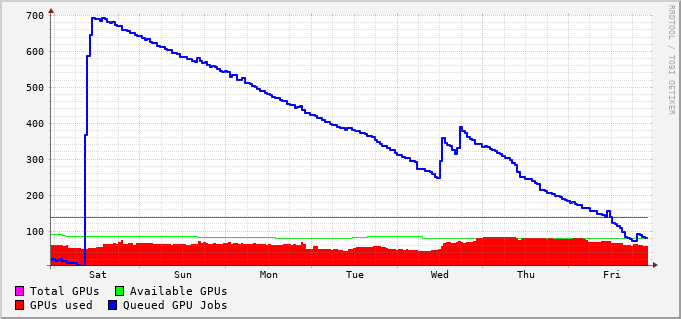 700
600
500
400
300
200
100
Sat Sun Mon Tue Wed Thu Fri
Total GPUs Available GPUs
GPUs used Queued GPU Jobs
RRDTOOL / TOBI OETIKER